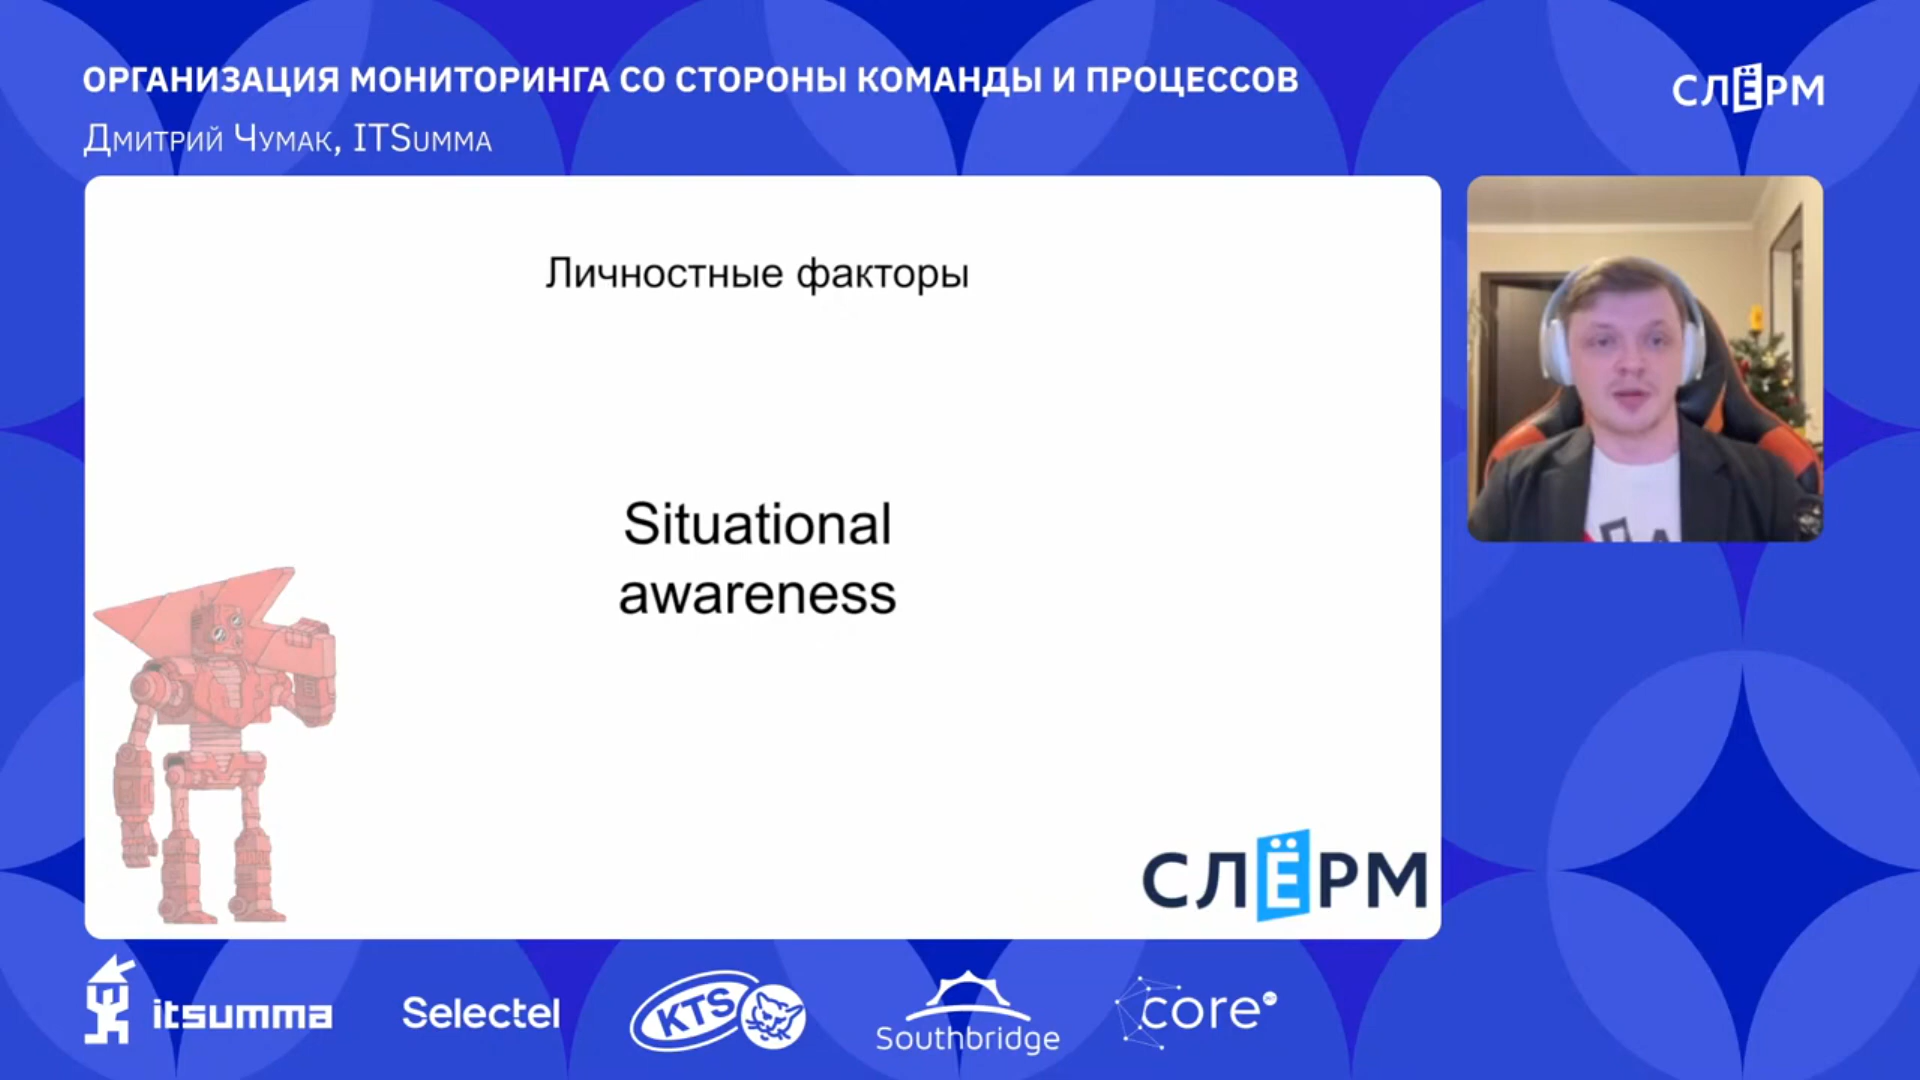 ОРГАНИЗАЦИЯ МОНИТОРИНГА СО СТОРОНЫ КОМАНДЫ И ПРОЦЕССОВ
Дмитрий Чумак, ITSumma
СЛЁРМ
Личностные факторы
Situational
awareness
СЛЁРМ
itsumma
Selectel
KTS
Southbridge
core